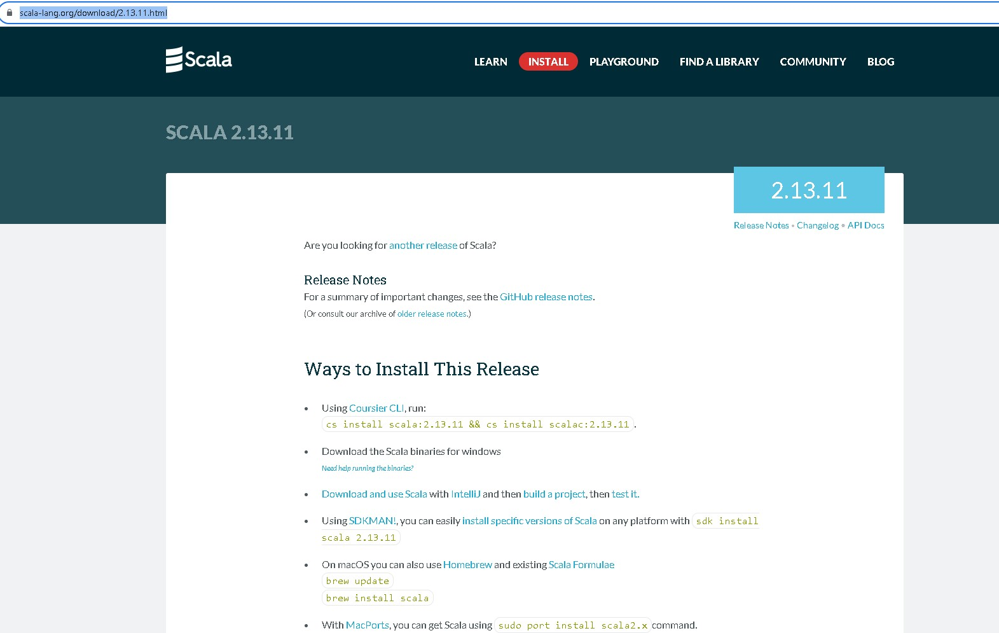 scala-lang.org/download/2.13.11.html
Scala
LEARN INSTALL PLAYGROUND FIND A LIBRARY COMMUNITY BLOG
SCALA 2.13.11
2.13.11
Release Notes • Changelog • API Docs
Are you looking for another release of Scala?
Release Notes
For a summary of important changes, see the GitHub release notes.
(Or consult our archive of older release notes.)
Ways to Install This Release
• Using Coursier CLI, run:
cs install scala:2.13.11 && cs install scalac:2.13.11.
• Download the Scala binaries for windows
Need help running the binaries?
• Download and use Scala with IntelliJ and then build a project, then test it.
• Using SDKMAN!, you can easily install specific versions of Scala on any platform with sdk install
scala 2.13.11
• On macOS you can also use Homebrew and existing Scala Formulae
brew update
brew install scala
• With MacPorts, you can get Scala using sudo port install scala2.x command.